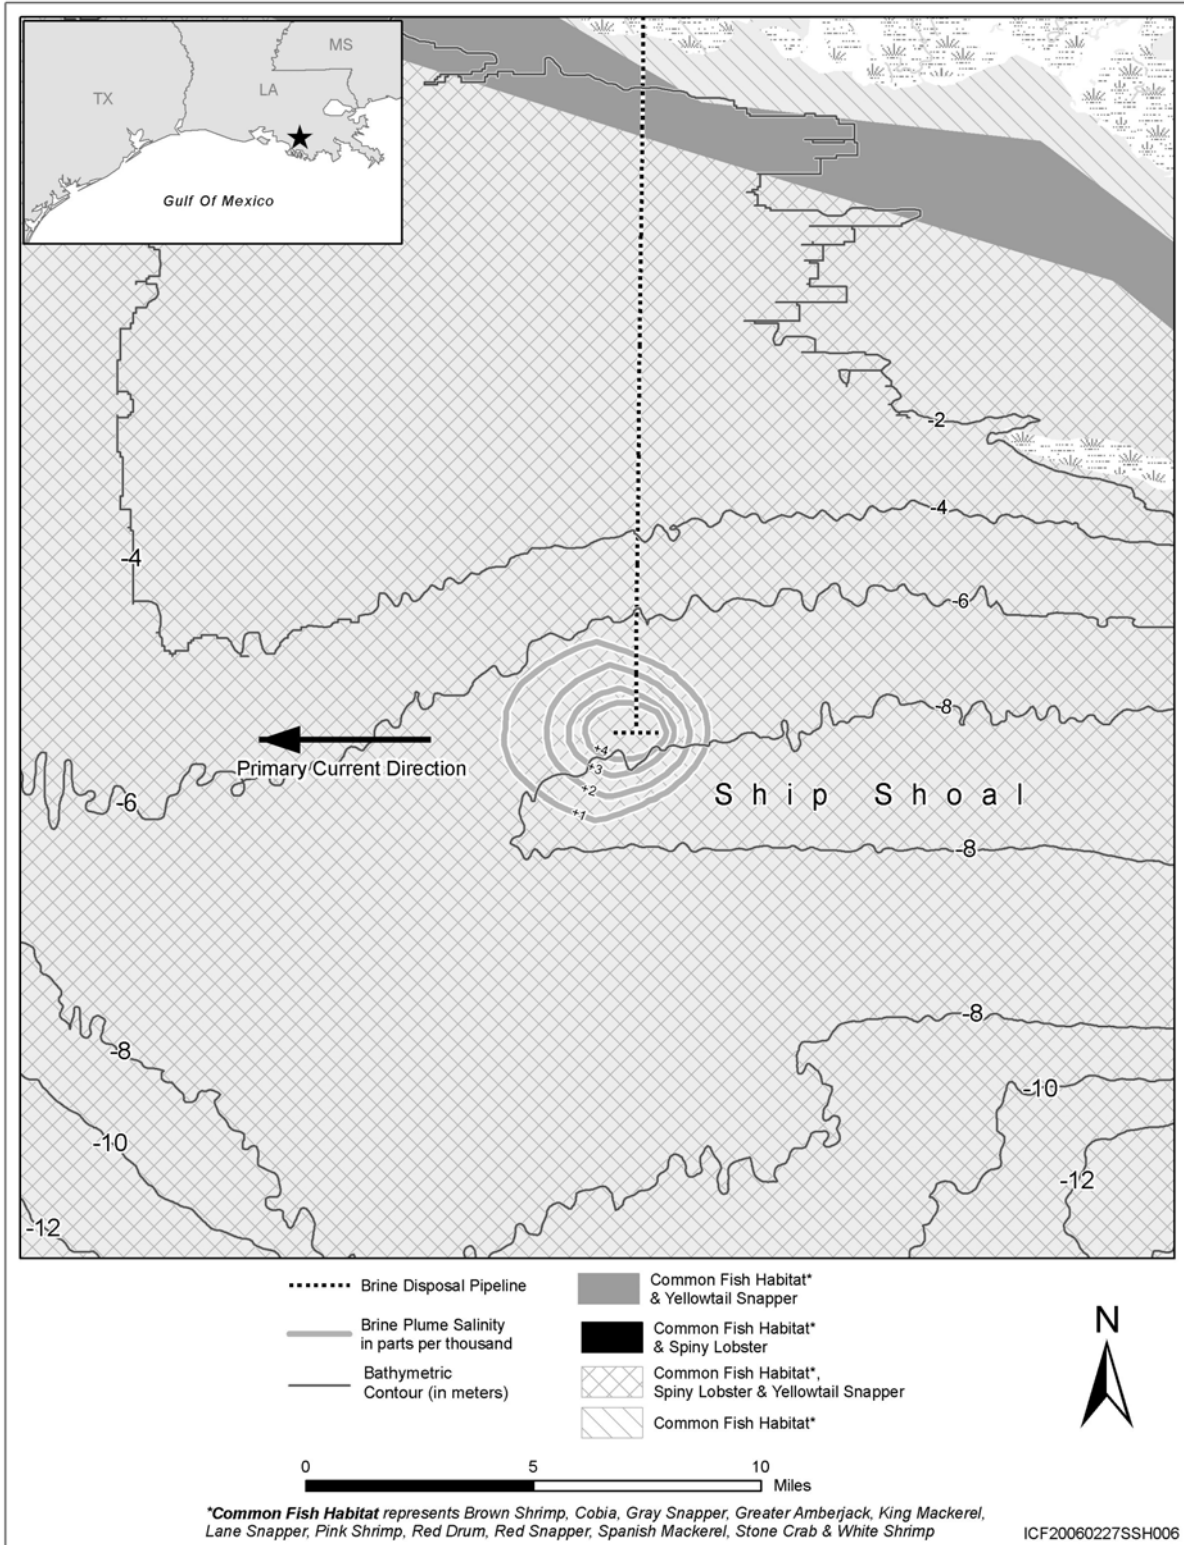 MS
TX
LA
Gulf Of Mexico
-2
-4
-4
-6
-8
Primary Current Direction
+4
+3
+2
+1
-6
Ship Shoal
-8
-8
-8
-10
-10
-12
-12
Brine Disposal Pipeline
Brine Plume Salinity
in parts per thousand
Bathymetric
Contour (in meters)
Common Fish Habitat*
& Yellowtail Snapper
Common Fish Habitat*
& Spiny Lobster
Common Fish Habitat*,
Spiny Lobster & Yellowtail Snapper
Common Fish Habitat*
N
0 5 10
Miles
*Common Fish Habitat represents Brown Shrimp, Cobia, Gray Snapper, Greater Amberjack, King Mackerel,
Lane Snapper, Pink Shrimp, Red Drum, Red Snapper, Spanish Mackerel, Stone Crab & White Shrimp
ICF20060227SSH006